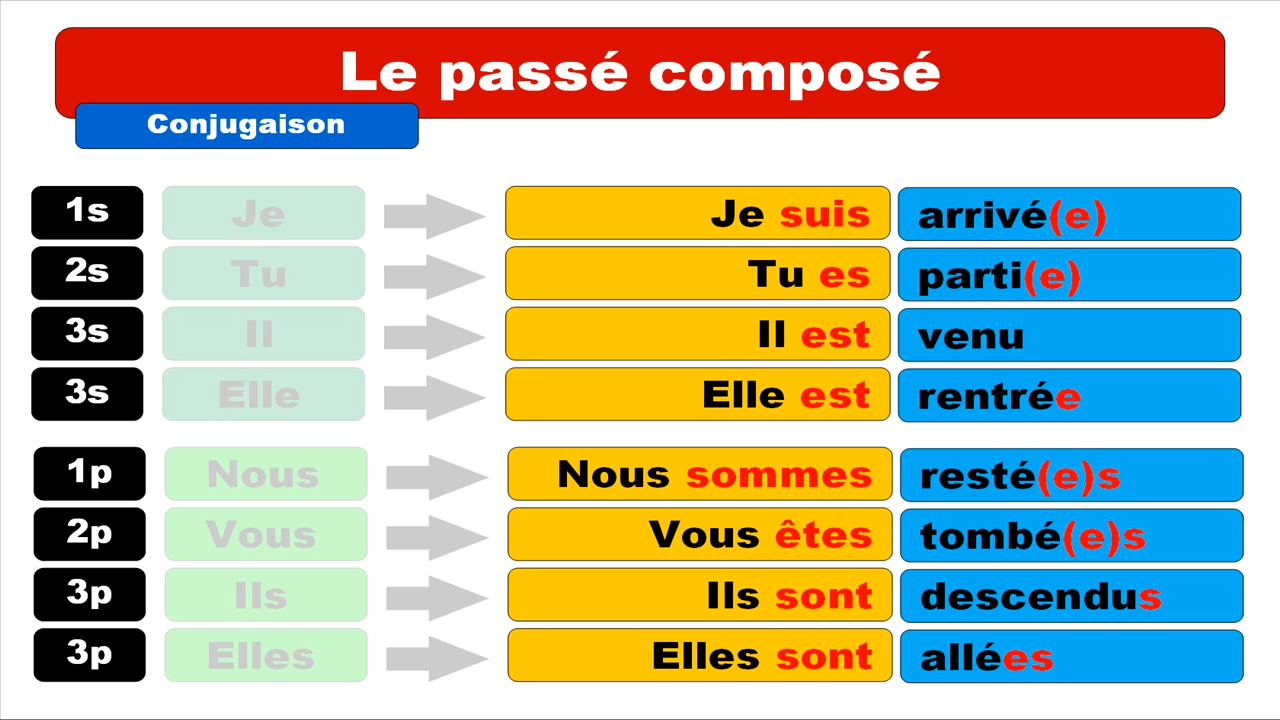 Le passé composé
Conjugaison
1s Je Je suis arrivé(e)
2s Tu Tu es parti(e)
3s Il Il est venu
3s Elle Elle est rentrée
1p Nous Nous sommes resté(e)s
2p Vous Vous êtes tombé(e)s
3p Ils Ils sont descendus
3p Elles Elles sont allées